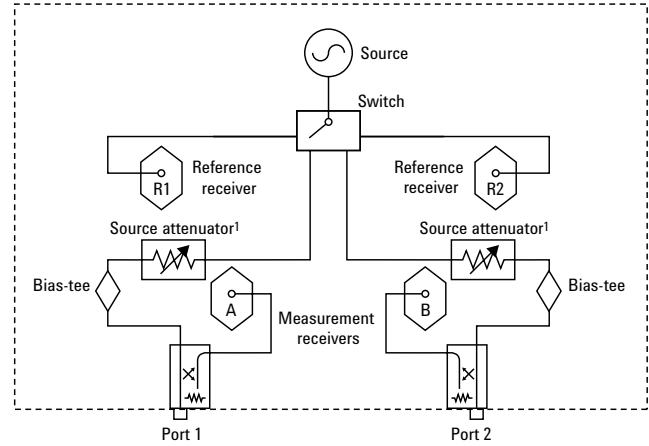 Source
Switch
Reference
receiver
R1
Reference
receiver
R2
Source attenuator¹
Source attenuator¹
Bias-tee
A
Measurement
receivers
B
Bias-tee
Port 1
Port 2